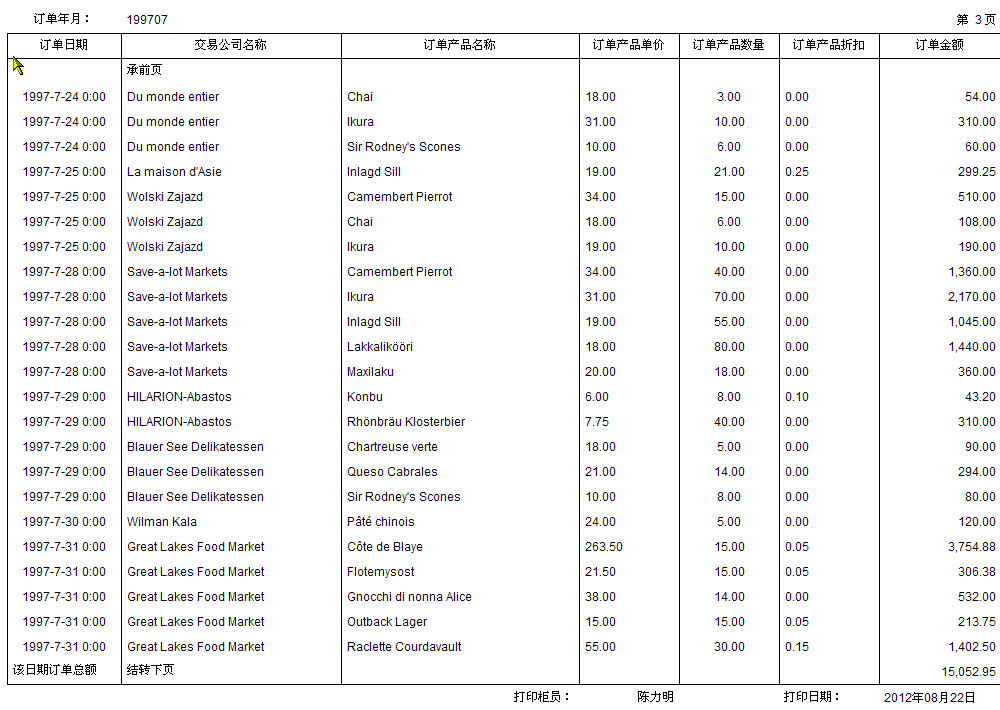 订单年月： 199707 第 3 页
订单日期 交易公司名称 订单产品名称 订单产品单价 订单产品数量 订单产品折扣 订单金额
承前页
1997-7-24 0:00 Du monde entier Chai 18.00 3.00 0.00 54.00
1997-7-24 0:00 Du monde entier Ikura 31.00 10.00 0.00 310.00
1997-7-24 0:00 Du monde entier Sir Rodney's Scones 10.00 6.00 0.00 60.00
1997-7-25 0:00 La maison d'Asie Inlagd Sill 19.00 21.00 0.25 299.25
1997-7-25 0:00 Wolski Zajazd Camembert Pierrot 34.00 15.00 0.00 510.00
1997-7-25 0:00 Wolski Zajazd Chai 18.00 6.00 0.00 108.00
1997-7-25 0:00 Wolski Zajazd Ikura 19.00 10.00 0.00 190.00
1997-7-28 0:00 Save-a-lot Markets Camembert Pierrot 34.00 40.00 0.00 1,360.00
1997-7-28 0:00 Save-a-lot Markets Ikura 31.00 70.00 0.00 2,170.00
1997-7-28 0:00 Save-a-lot Markets Inlagd Sill 19.00 55.00 0.00 1,045.00
1997-7-28 0:00 Save-a-lot Markets Lakkalikööri 18.00 80.00 0.00 1,440.00
1997-7-28 0:00 Save-a-lot Markets Maxilaku 20.00 18.00 0.00 360.00
1997-7-29 0:00 HILARION-Abastos Konbu 6.00 8.00 0.10 43.20
1997-7-29 0:00 HILARION-Abastos Rhönbräu Klosterbier 7.75 40.00 0.00 310.00
1997-7-29 0:00 Blauer See Delikatessen Chartreuse verte 18.00 5.00 0.00 90.00
1997-7-29 0:00 Blauer See Delikatessen Queso Cabrales 21.00 14.00 0.00 294.00
1997-7-29 0:00 Blauer See Delikatessen Sir Rodney's Scones 10.00 8.00 0.00 80.00
1997-7-30 0:00 Wilman Kala Pâté chinois 24.00 5.00 0.00 120.00
1997-7-31 0:00 Great Lakes Food Market Côte de Blaye 263.50 15.00 0.05 3,754.88
1997-7-31 0:00 Great Lakes Food Market Flotemysost 21.50 15.00 0.05 306.38
1997-7-31 0:00 Great Lakes Food Market Gnocchi di nonna Alice 38.00 14.00 0.00 532.00
1997-7-31 0:00 Great Lakes Food Market Outback Lager 15.00 15.00 0.05 213.75
1997-7-31 0:00 Great Lakes Food Market Raclette Courdavault 55.00 30.00 0.15 1,402.50
该日期订单总额 结转下页 15,052.95
打印柜员： 陈力明 打印日期： 2012年08月22日